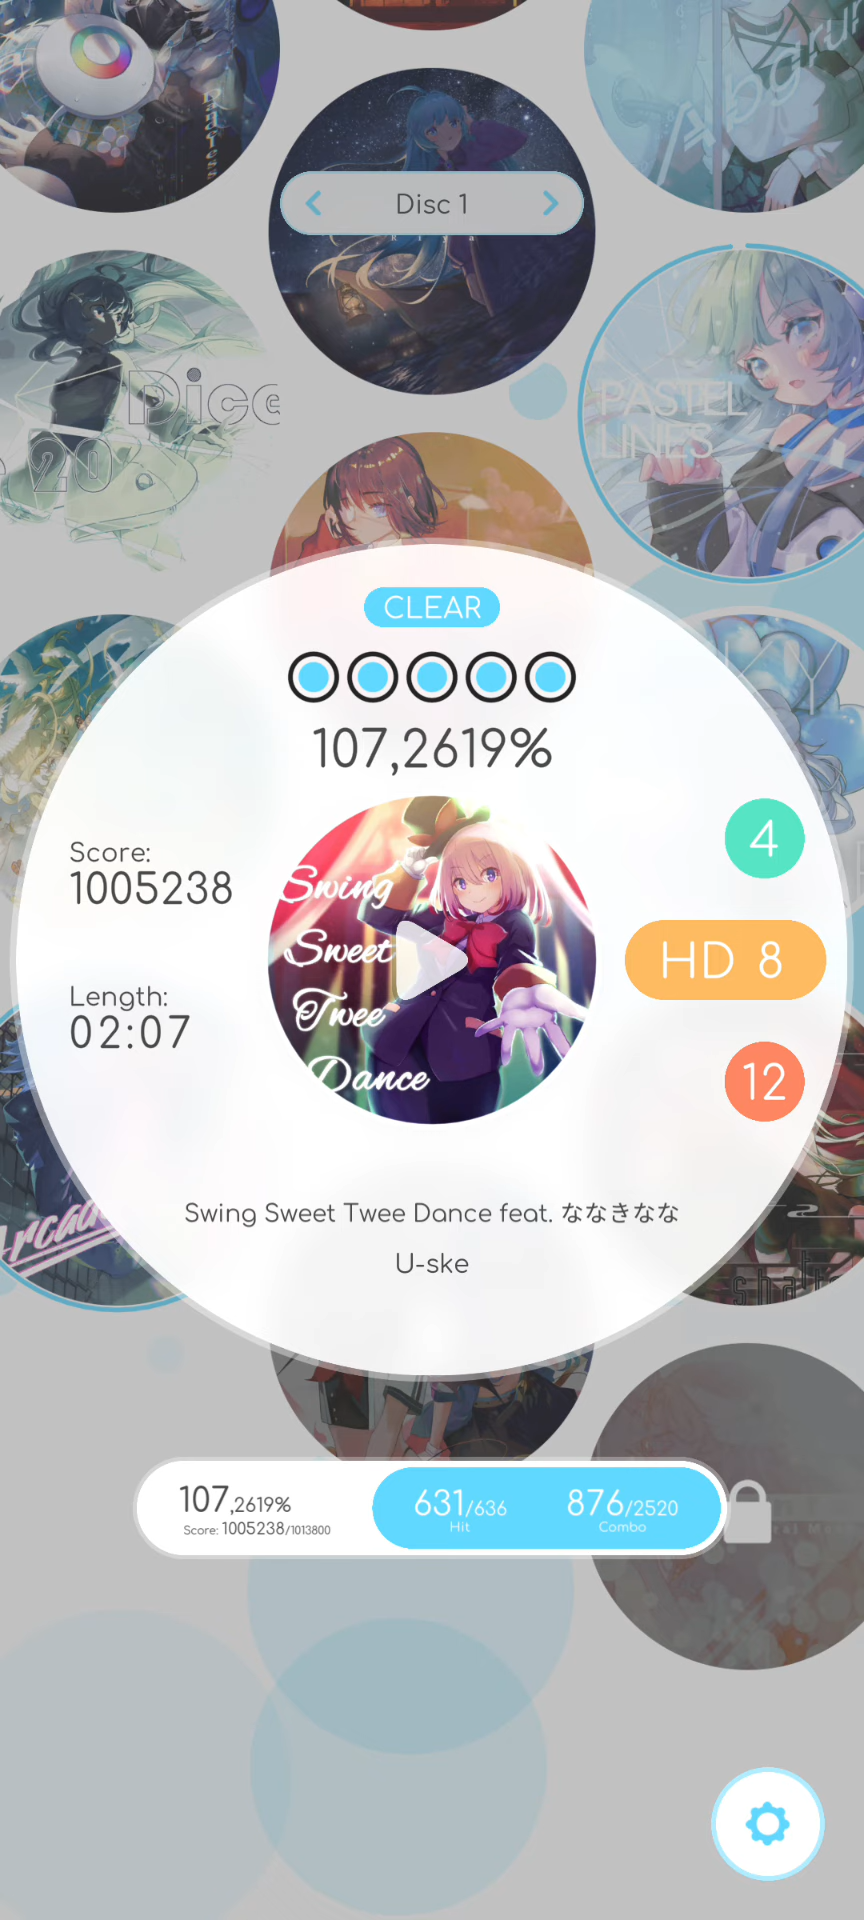 Disc 1
Dice
20
PASTEL
LINES
CLEAR
107,2619%
Score:
1005238
Length:
02:07
Swing
Sweet
Twee
Dance
4
HD 8
12
Swing Sweet Twee Dance feat. ななきなな
U-ske
107,2619%
Score: 1005238/1013800
631/636
Hit
876/2520
Combo